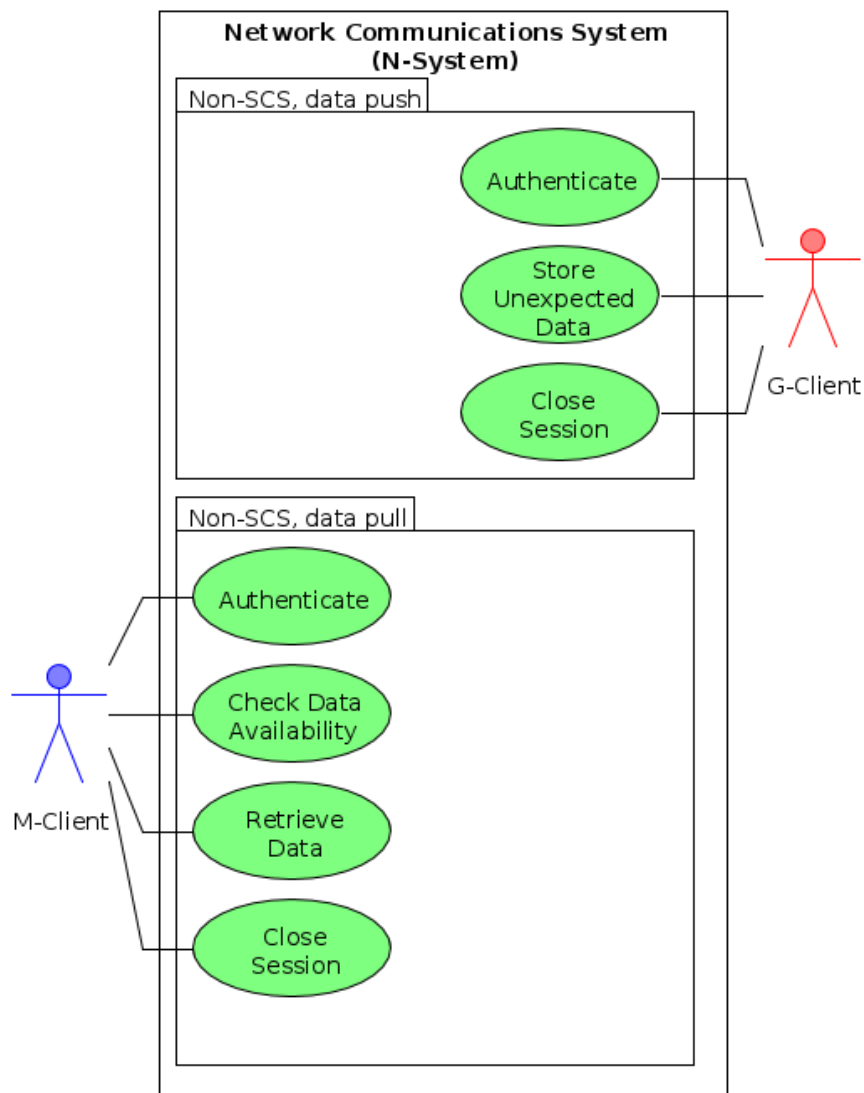 Network Communications System
(N-System)
Non-SCS, data push
Authenticate
Store
Unexpected
Data
Close
Session
G-Client
Non-SCS, data pull
Authenticate
Check Data
Availability
Retrieve
Data
Close
Session
M-Client